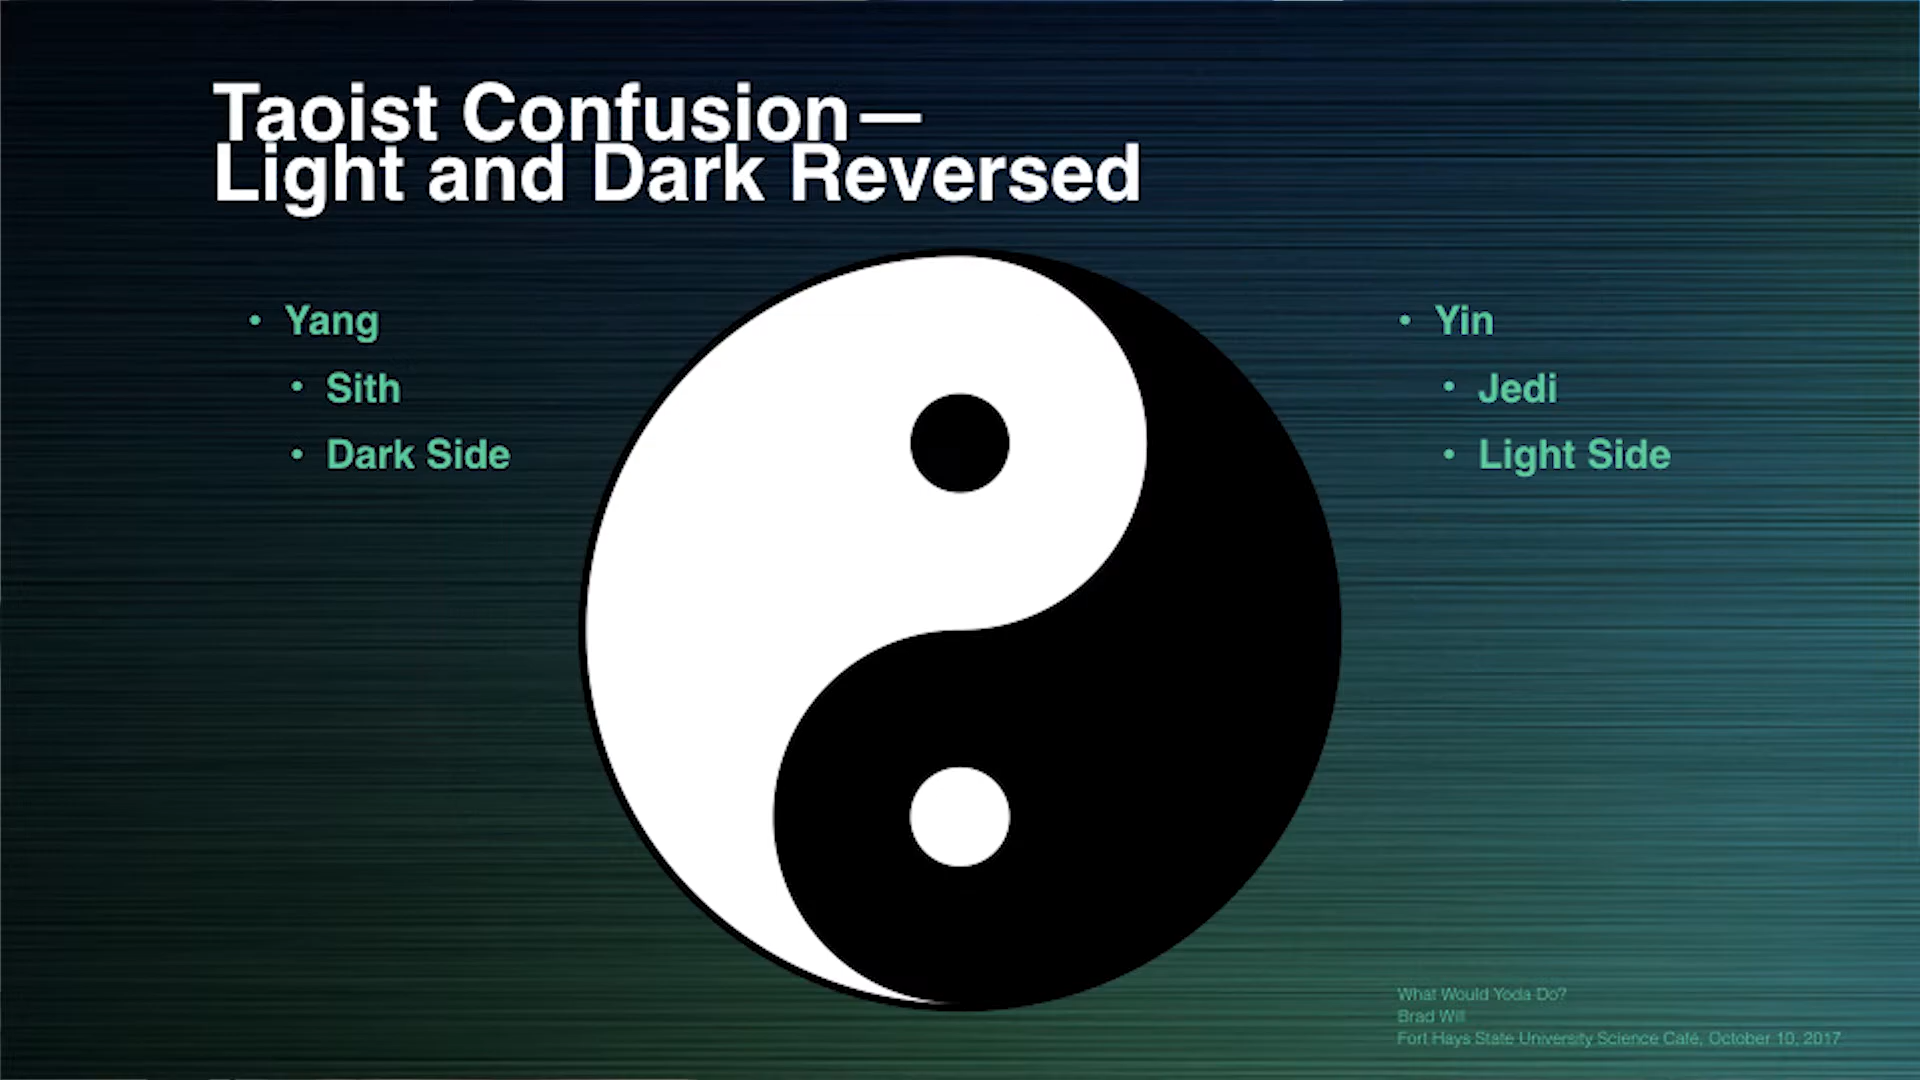 Taoist Confusion—
Light and Dark Reversed
• Yang
• Sith
• Dark Side
• Yin
• Jedi
• Light Side
What Would Yoda Do?
Brad Will
Fort Hays State University Science Café, October 10, 2017